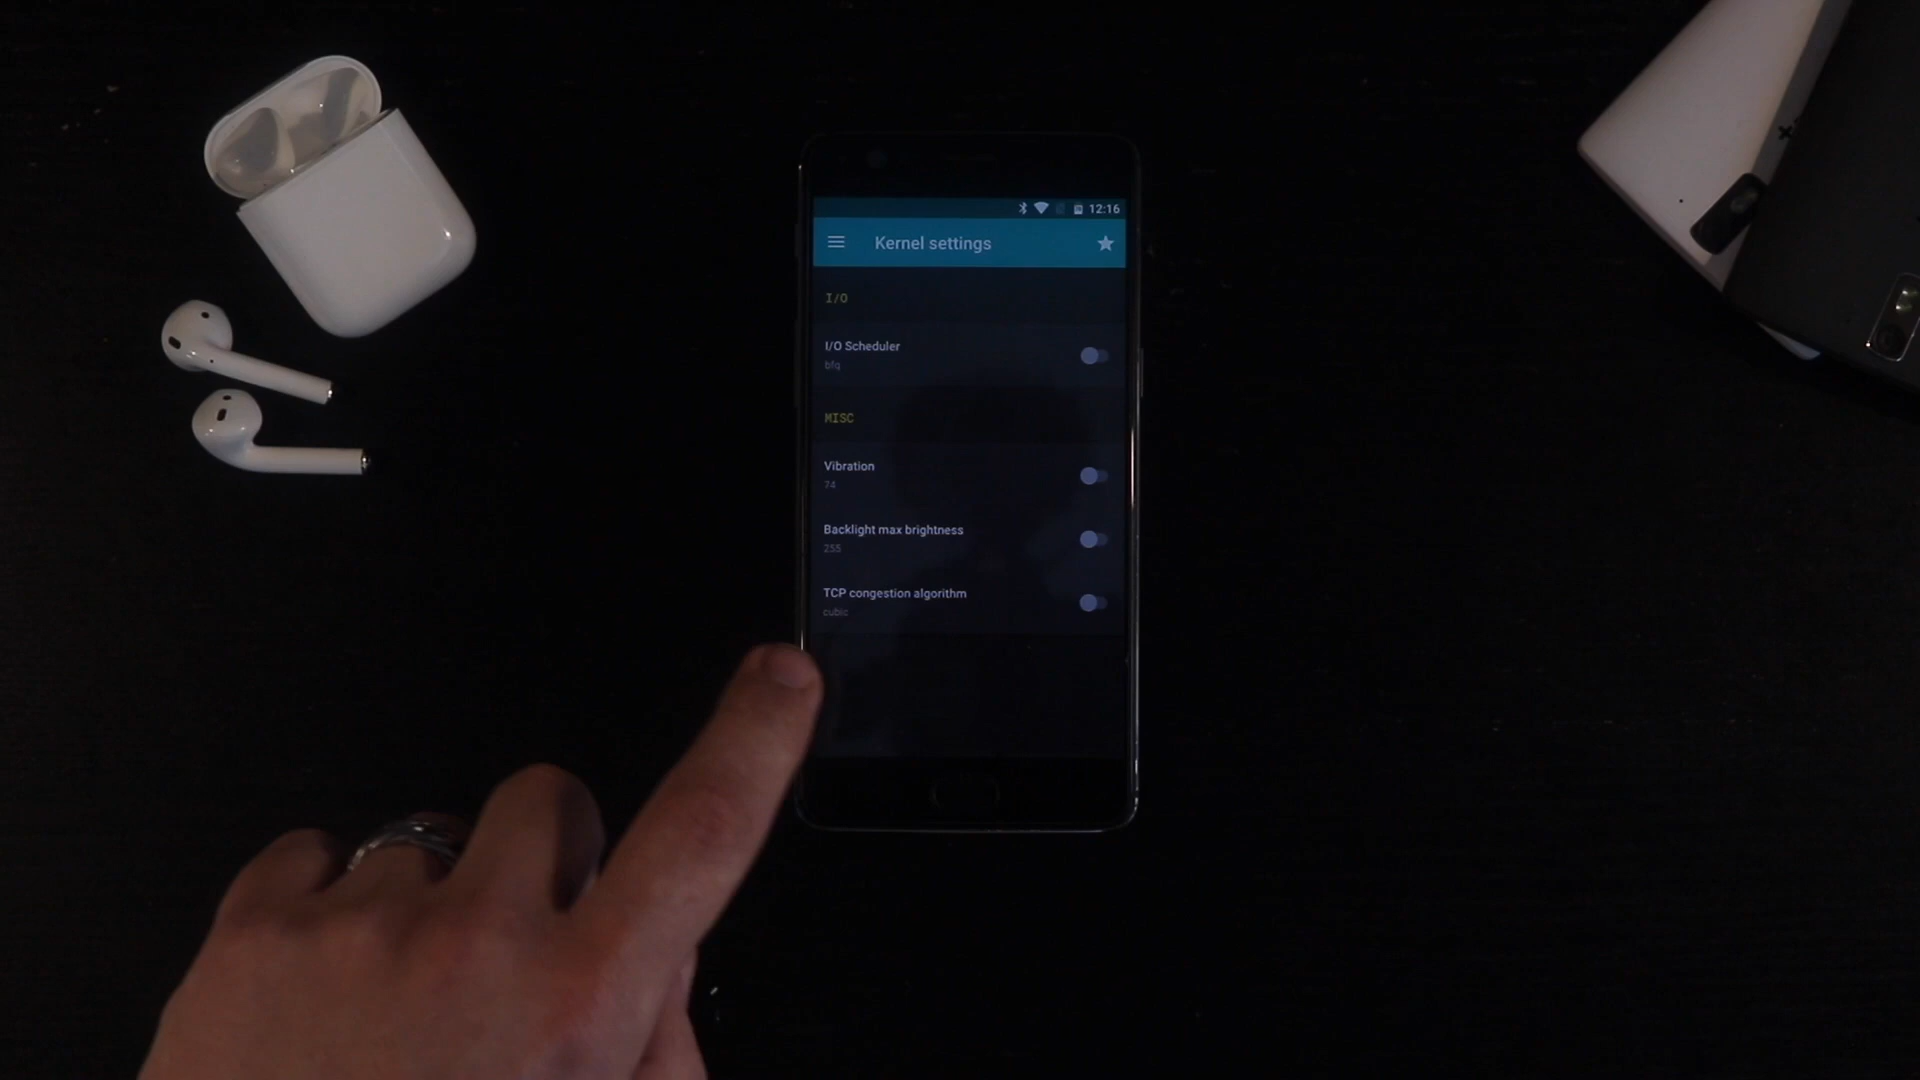 12:16
Kernel settings
I/O
I/O Scheduler
bfq
MISC
Vibration
74
Backlight max brightness
255
TCP congestion algorithm
cubic